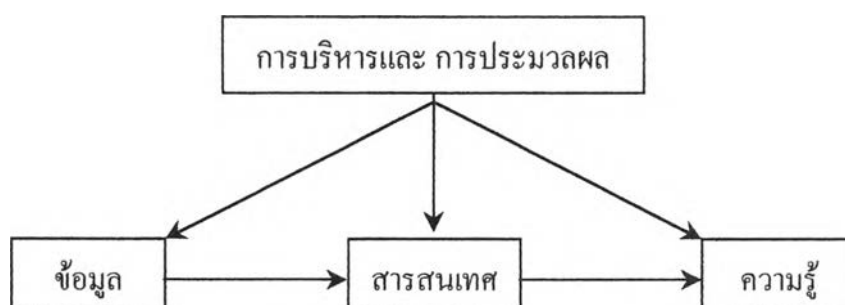 การบริหารและ การประมวลผล
ข้อมูล
สารสนเทศ
ความรู้